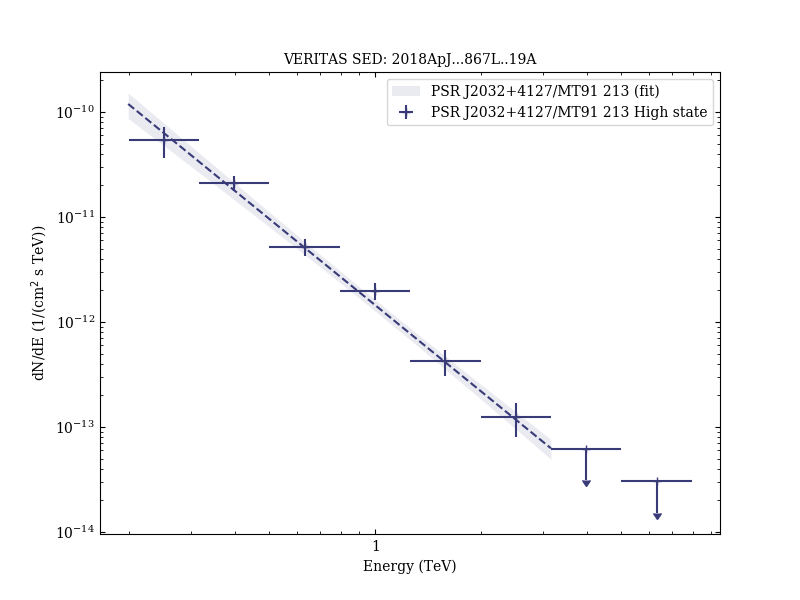 VERITAS SED: 2018ApJ...867L..19A
PSR J2032+4127/MT91 213 (fit)
PSR J2032+4127/MT91 213 High state
10⁻¹⁰
10⁻¹¹
10⁻¹²
10⁻¹³
10⁻¹⁴
dN/dE (1/(cm² s TeV))
1
Energy (TeV)